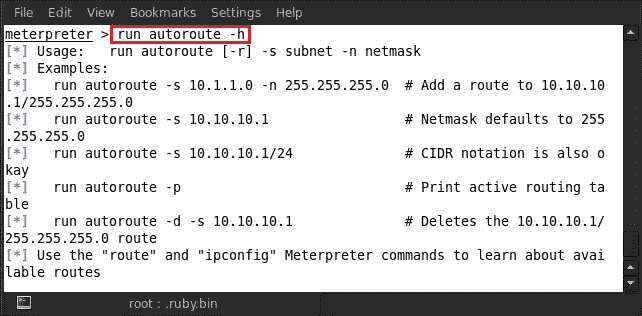 File Edit View Bookmarks Settings Help
meterpreter > run autoroute -h
[*] Usage:   run autoroute [-r] -s subnet -n netmask
[*] Examples:
[*]   run autoroute -s 10.1.1.0 -n 255.255.255.0  # Add a route to 10.10.10
.1/255.255.255.0
[*]   run autoroute -s 10.10.10.1                 # Netmask defaults to 255
.255.255.0
[*]   run autoroute -s 10.10.10.1/24              # CIDR notation is also o
kay
[*]   run autoroute -p                            # Print active routing ta
ble
[*]   run autoroute -d -s 10.10.10.1              # Deletes the 10.10.10.1/
255.255.255.0 route
[*] Use the "route" and "ipconfig" Meterpreter commands to learn about avai
lable routes
root : .ruby.bin